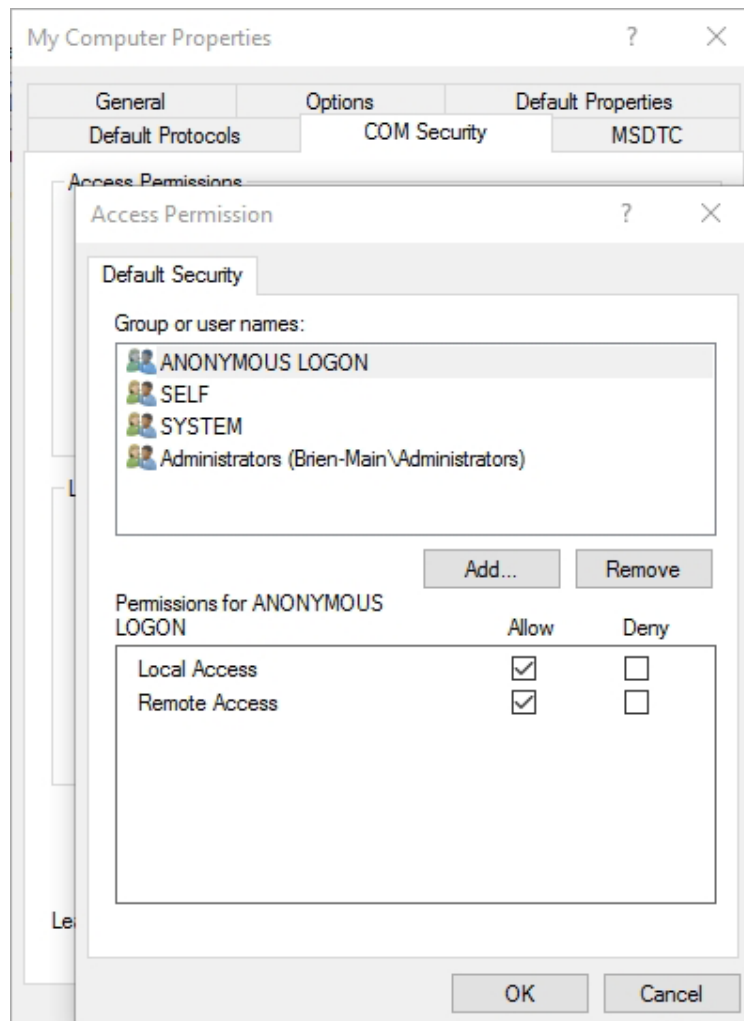 My Computer Properties
General Options Default Properties
Default Protocols COM Security MSDTC
Access Permissions
Access Permission
Default Security
Group or user names:
ANONYMOUS LOGON
SELF
SYSTEM
Administrators (Brien-Main\Administrators)
Add... Remove
Permissions for ANONYMOUS
LOGON Allow Deny
Local Access
Remote Access
OK Cancel